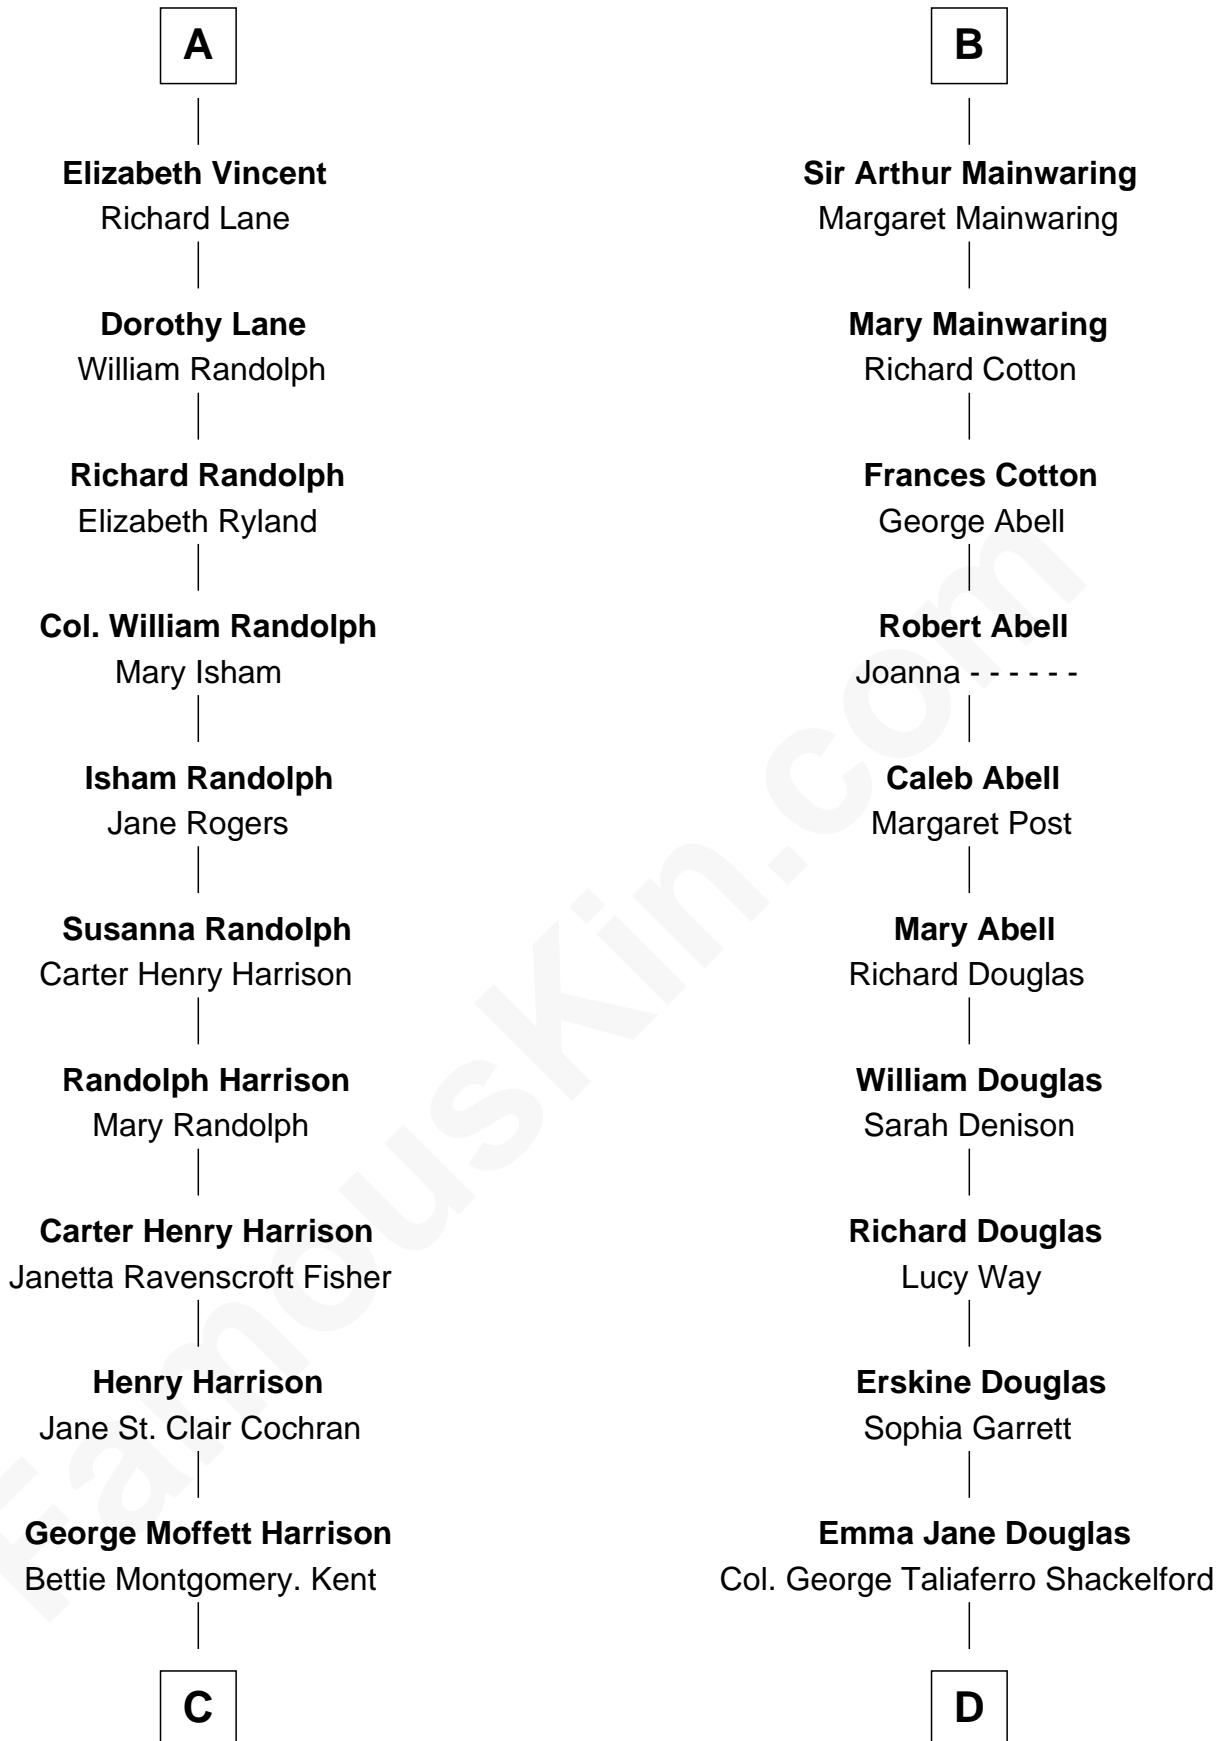 A
Elizabeth Vincent
Richard Lane
Dorothy Lane
William Randolph
Richard Randolph
Elizabeth Ryland
Col. William Randolph
Mary Isham
Isham Randolph
Jane Rogers
Susanna Randolph
Carter Henry Harrison
Randolph Harrison
Mary Randolph
Carter Henry Harrison
Janetta Ravenscroft Fisher
Henry Harrison
Jane St. Clair Cochran
George Moffett Harrison
Bettie Montgomery. Kent
C
B
Sir Arthur Mainwaring
Margaret Mainwaring
Mary Mainwaring
Richard Cotton
Frances Cotton
George Abell
Robert Abell
Joanna - - - - - -
Caleb Abell
Margaret Post
Mary Abell
Richard Douglas
William Douglas
Sarah Denison
Richard Douglas
Lucy Way
Erskine Douglas
Sophia Garrett
Emma Jane Douglas
Col. George Taliaferro Shackelford
D
FamousKin.com